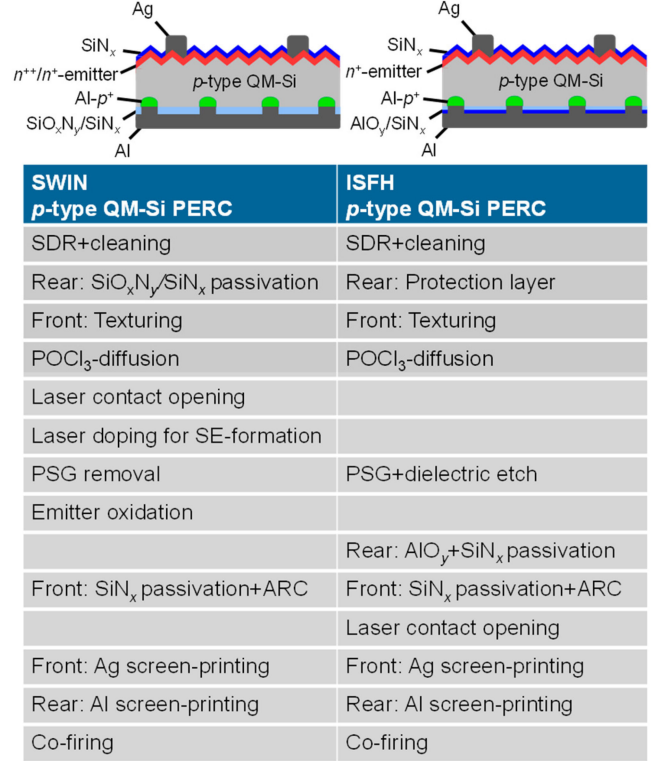 Ag
SiNₓ
n⁺⁺/n⁺-emitter
p-type QM-Si
Al-p⁺
SiOₓNᵧ/SiNₓ
Al
Ag
SiNₓ
n⁺-emitter
p-type QM-Si
Al-p⁺
AlOᵧ/SiNₓ
Al
SWIN
p-type QM-Si PERC
ISFH
p-type QM-Si PERC
SDR+cleaning
SDR+cleaning
Rear: SiOₓNᵧ/SiNₓ passivation
Rear: Protection layer
Front: Texturing
Front: Texturing
POCl₃-diffusion
POCl₃-diffusion
Laser contact opening
Laser doping for SE-formation
PSG removal
PSG+dielectric etch
Emitter oxidation
Rear: AlOᵧ+SiNₓ passivation
Front: SiNₓ passivation+ARC
Front: SiNₓ passivation+ARC
Laser contact opening
Front: Ag screen-printing
Front: Ag screen-printing
Rear: Al screen-printing
Rear: Al screen-printing
Co-firing
Co-firing